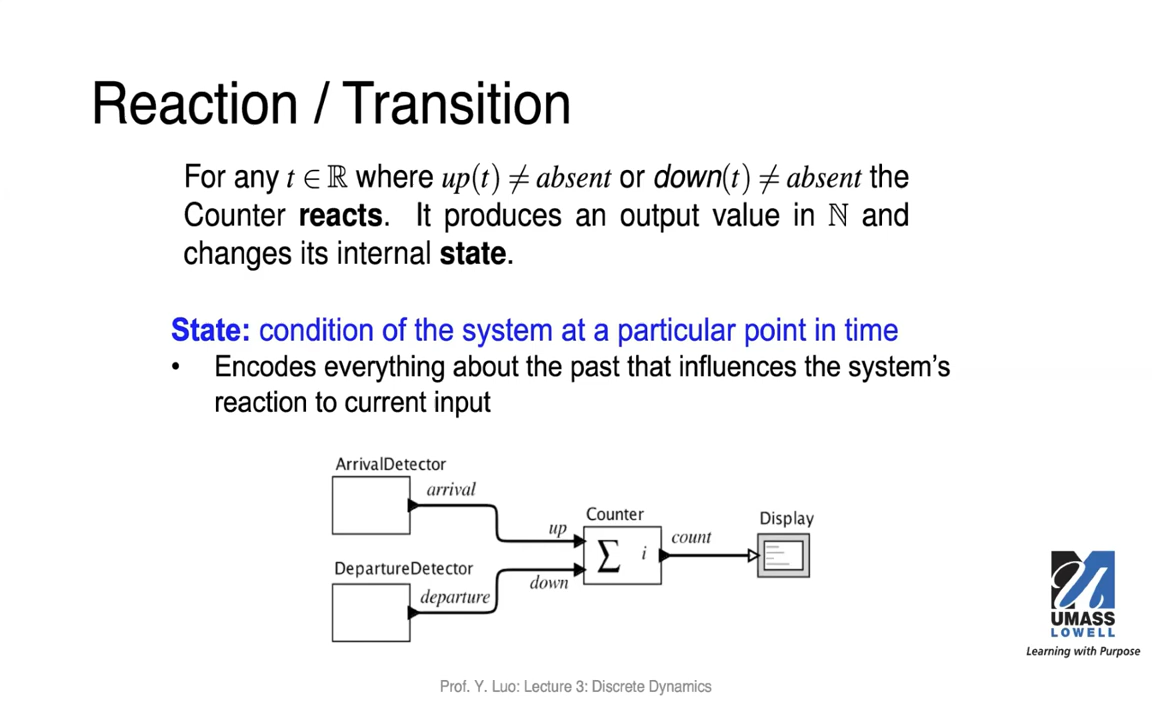 Reaction / Transition
For any t ∈ ℝ where up(t) ≠ absent or down(t) ≠ absent the
Counter reacts. It produces an output value in ℕ and
changes its internal state.
State: condition of the system at a particular point in time
• Encodes everything about the past that influences the system's
reaction to current input
ArrivalDetector
arrival
Counter
Display
up
Σ i
count
DepartureDetector
down
departure
UMASS
LOWELL
Learning with Purpose
Prof. Y. Luo: Lecture 3: Discrete Dynamics